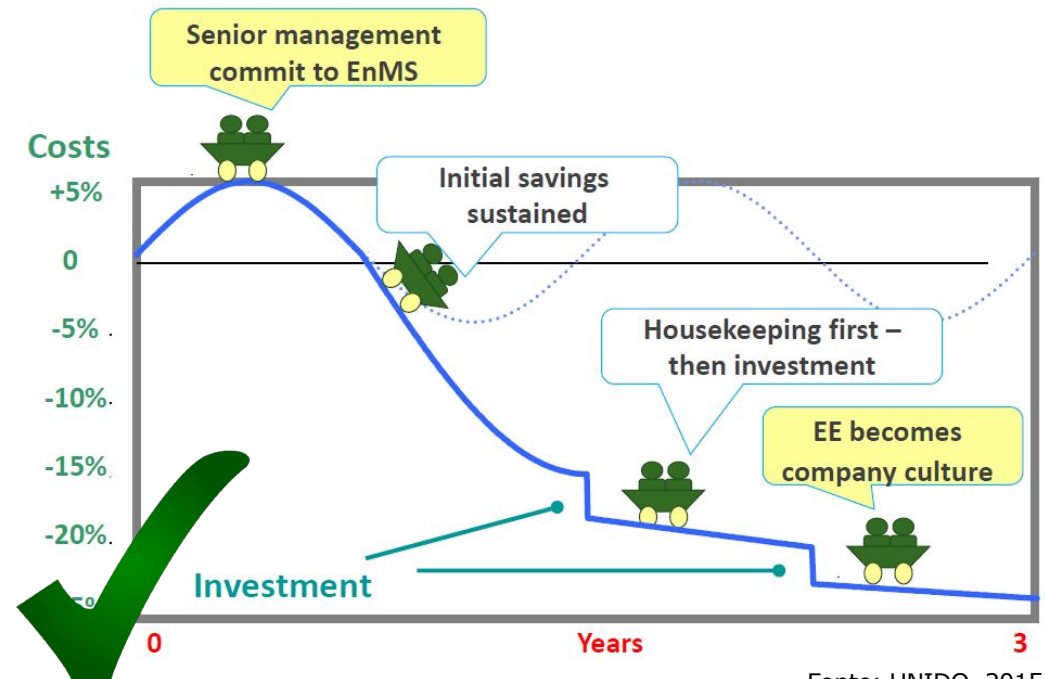 Senior management
commit to EnMS
Costs
+5%
Initial savings
sustained
0
-5%
Housekeeping first –
then investment
-10%.
EE becomes
company culture
-15%
-20%.
Investment
5%
0
Years
3